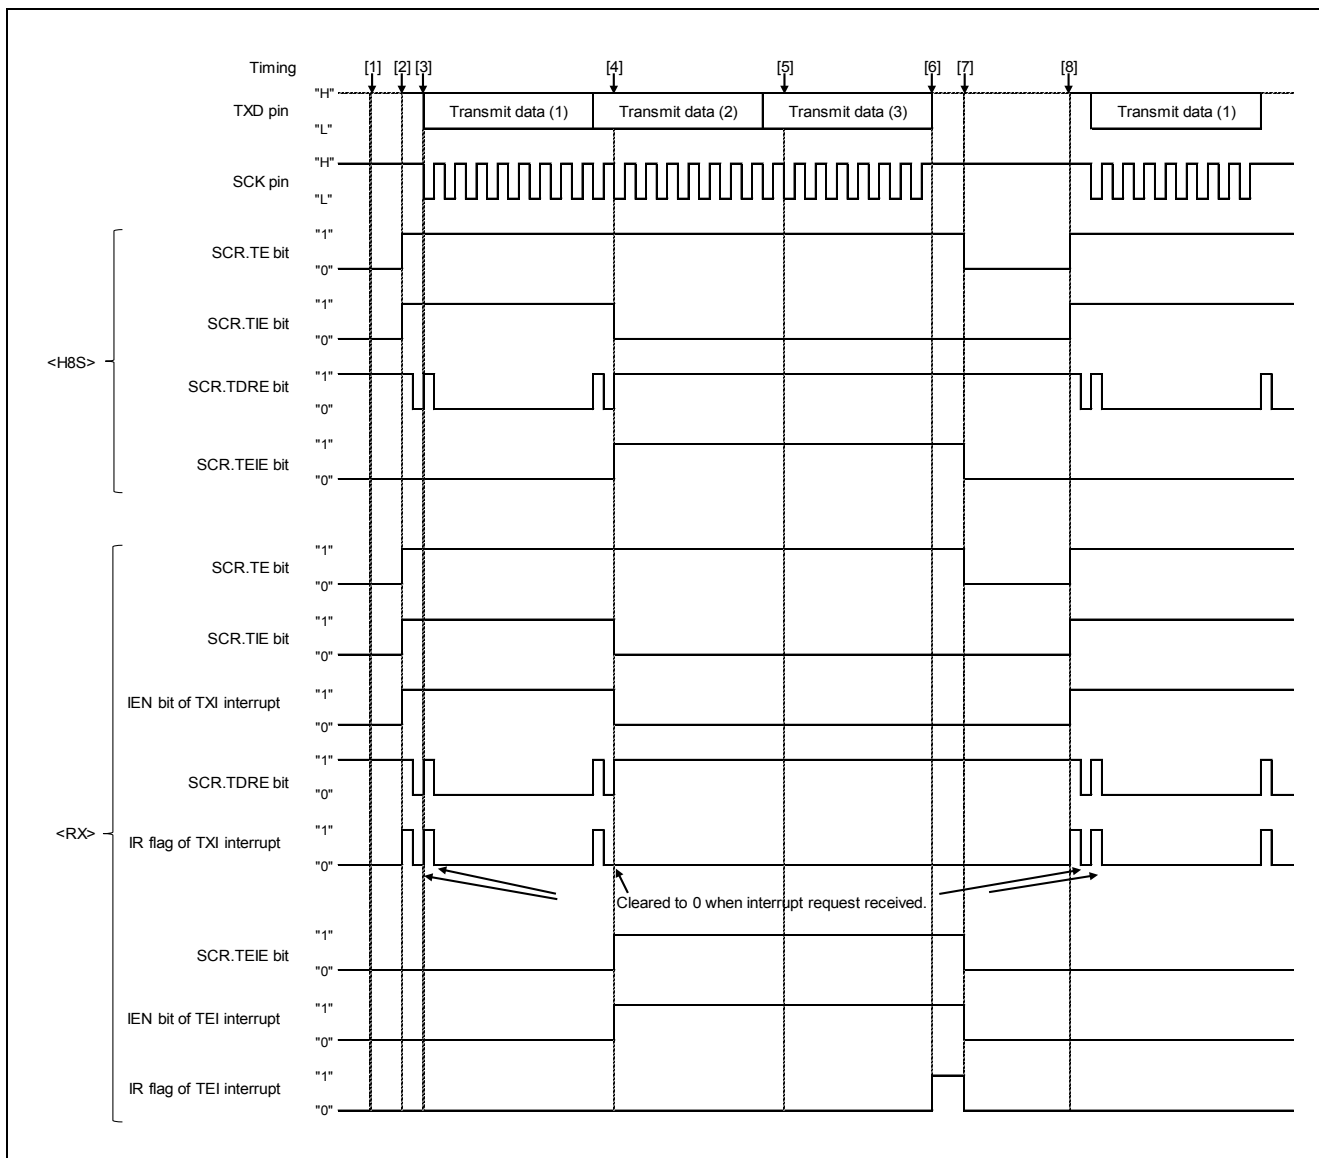 Timing [1] [2] [3] [4] [5] [6] [7] [8]
"H"
TXD pin Transmit data (1) Transmit data (2) Transmit data (3) Transmit data (1)
"L"
"H"
SCK pin
"L"
<H8S>
"1"
SCR.TE bit
"0"
"1"
SCR.TIE bit
"0"
"1"
SCR.TDRE bit
"0"
"1"
SCR.TEIE bit
"0"
<RX>
"1"
SCR.TE bit
"0"
"1"
SCR.TIE bit
"0"
"1"
IEN bit of TXI interrupt
"0"
"1"
SCR.TDRE bit
"0"
"1"
IR flag of TXI interrupt
"0"
Cleared to 0 when interrupt request received.
"1"
SCR.TEIE bit
"0"
"1"
IEN bit of TEI interrupt
"0"
"1"
IR flag of TEI interrupt
"0"